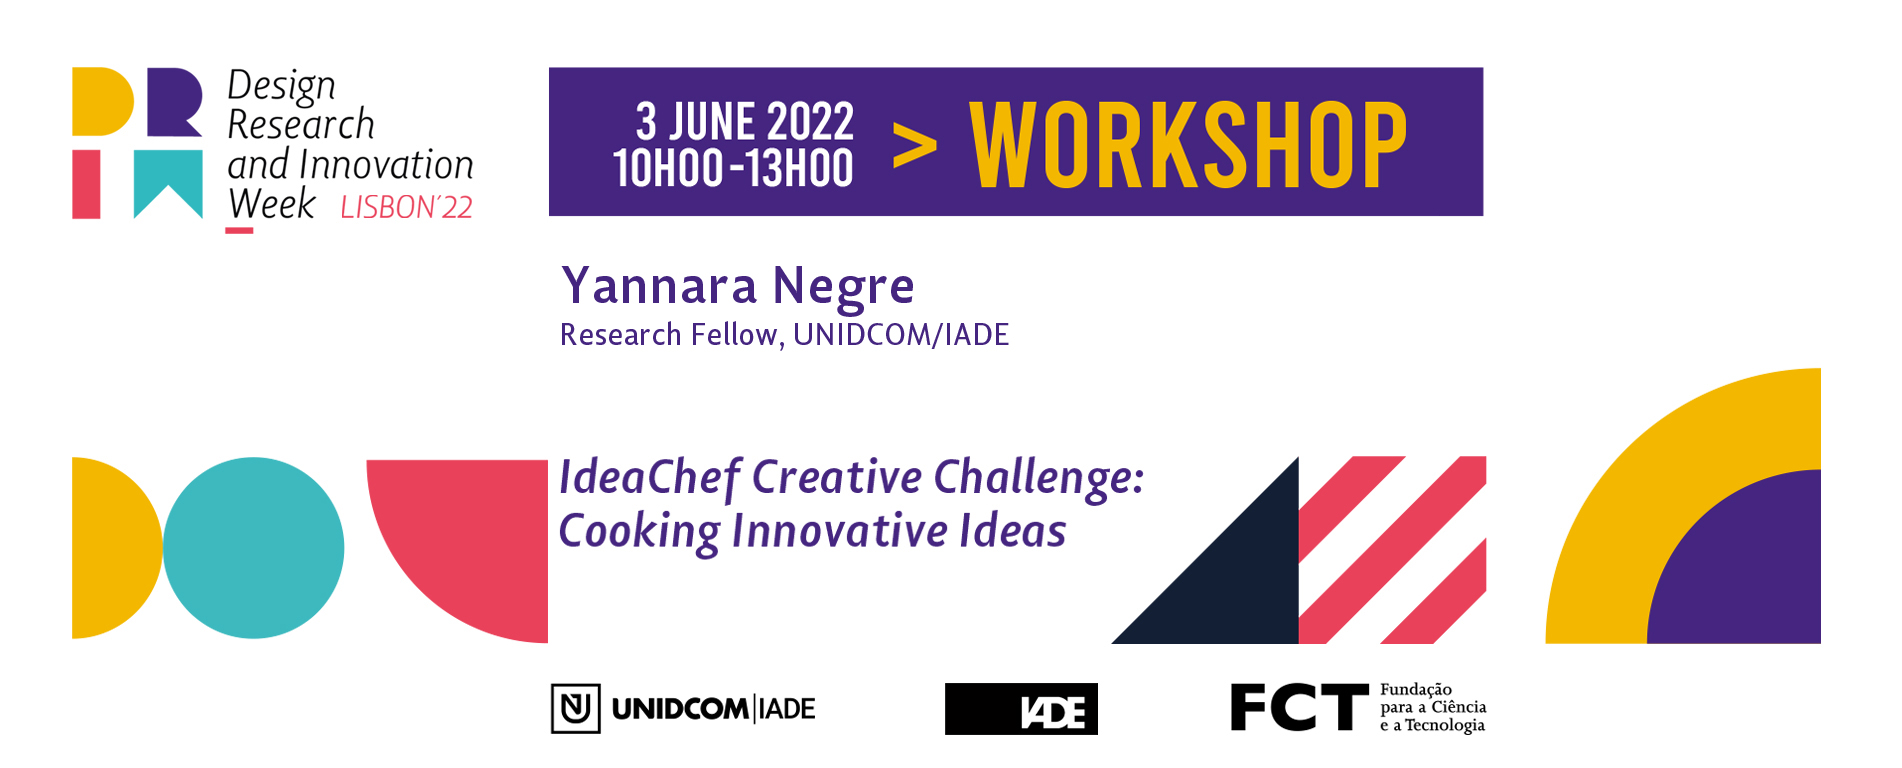 DRIW
Design
Research
and Innovation
Week LISBON'22
3 JUNE 2022
10H00-13H00
> WORKSHOP
Yannara Negre
Research Fellow, UNIDCOM/IADE
IdeaChef Creative Challenge:
Cooking Innovative Ideas
UNIDCOM|IADE
IADE
FCT
Fundação
para a Ciência
e a Tecnologia